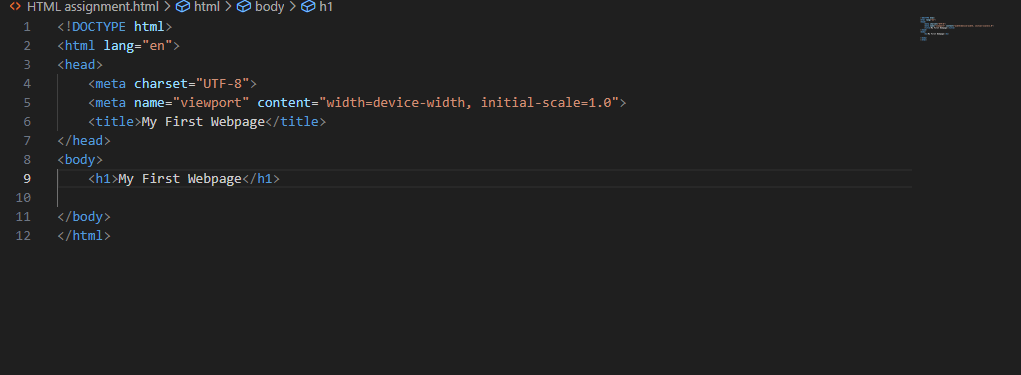 HTML assignment.html > html > body > h1
1 <!DOCTYPE html>
2 <html lang="en">
3 <head>
4     <meta charset="UTF-8">
5     <meta name="viewport" content="width=device-width, initial-scale=1.0">
6     <title>My First Webpage</title>
7 </head>
8 <body>
9     <h1>My First Webpage</h1>
10
11 </body>
12 </html>